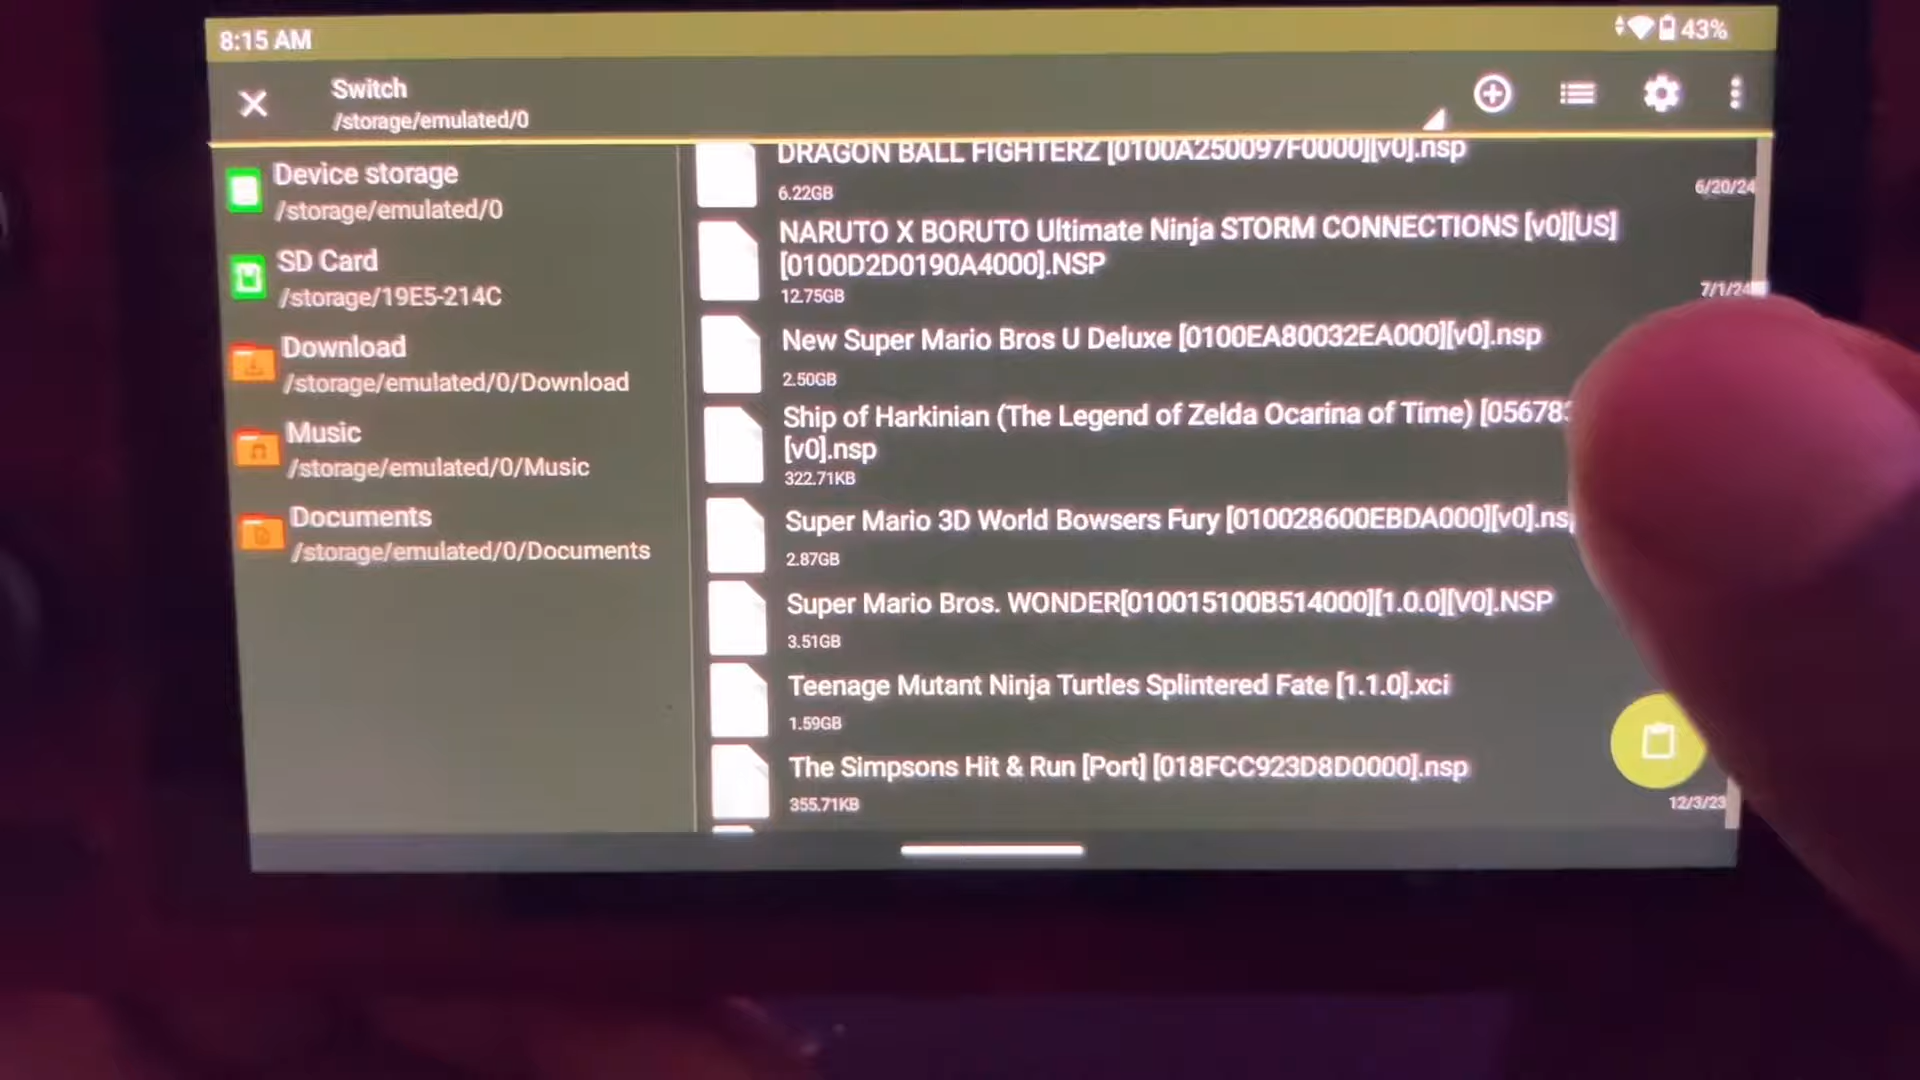 8:15 AM
43%
Switch
/storage/emulated/0
Device storage
/storage/emulated/0
SD Card
/storage/19E5-214C
Download
/storage/emulated/0/Download
Music
/storage/emulated/0/Music
Documents
/storage/emulated/0/Documents
DRAGON BALL FIGHTERZ [0100A250097F0000][v0].nsp
6.22GB
6/20/24
NARUTO X BORUTO Ultimate Ninja STORM CONNECTIONS [v0][US]
[0100D2D0190A4000].NSP
12.75GB
7/1/24
New Super Mario Bros U Deluxe [0100EA80032EA000][v0].nsp
2.50GB
Ship of Harkinian (The Legend of Zelda Ocarina of Time) [05678
[v0].nsp
322.71KB
Super Mario 3D World Bowsers Fury [010028600EBDA000][v0].ns
2.87GB
Super Mario Bros. WONDER[010015100B514000][1.0.0][V0].NSP
3.51GB
Teenage Mutant Ninja Turtles Splintered Fate [1.1.0].xci
1.59GB
The Simpsons Hit & Run [Port] [018FCC923D8D0000].nsp
355.71KB
12/3/23